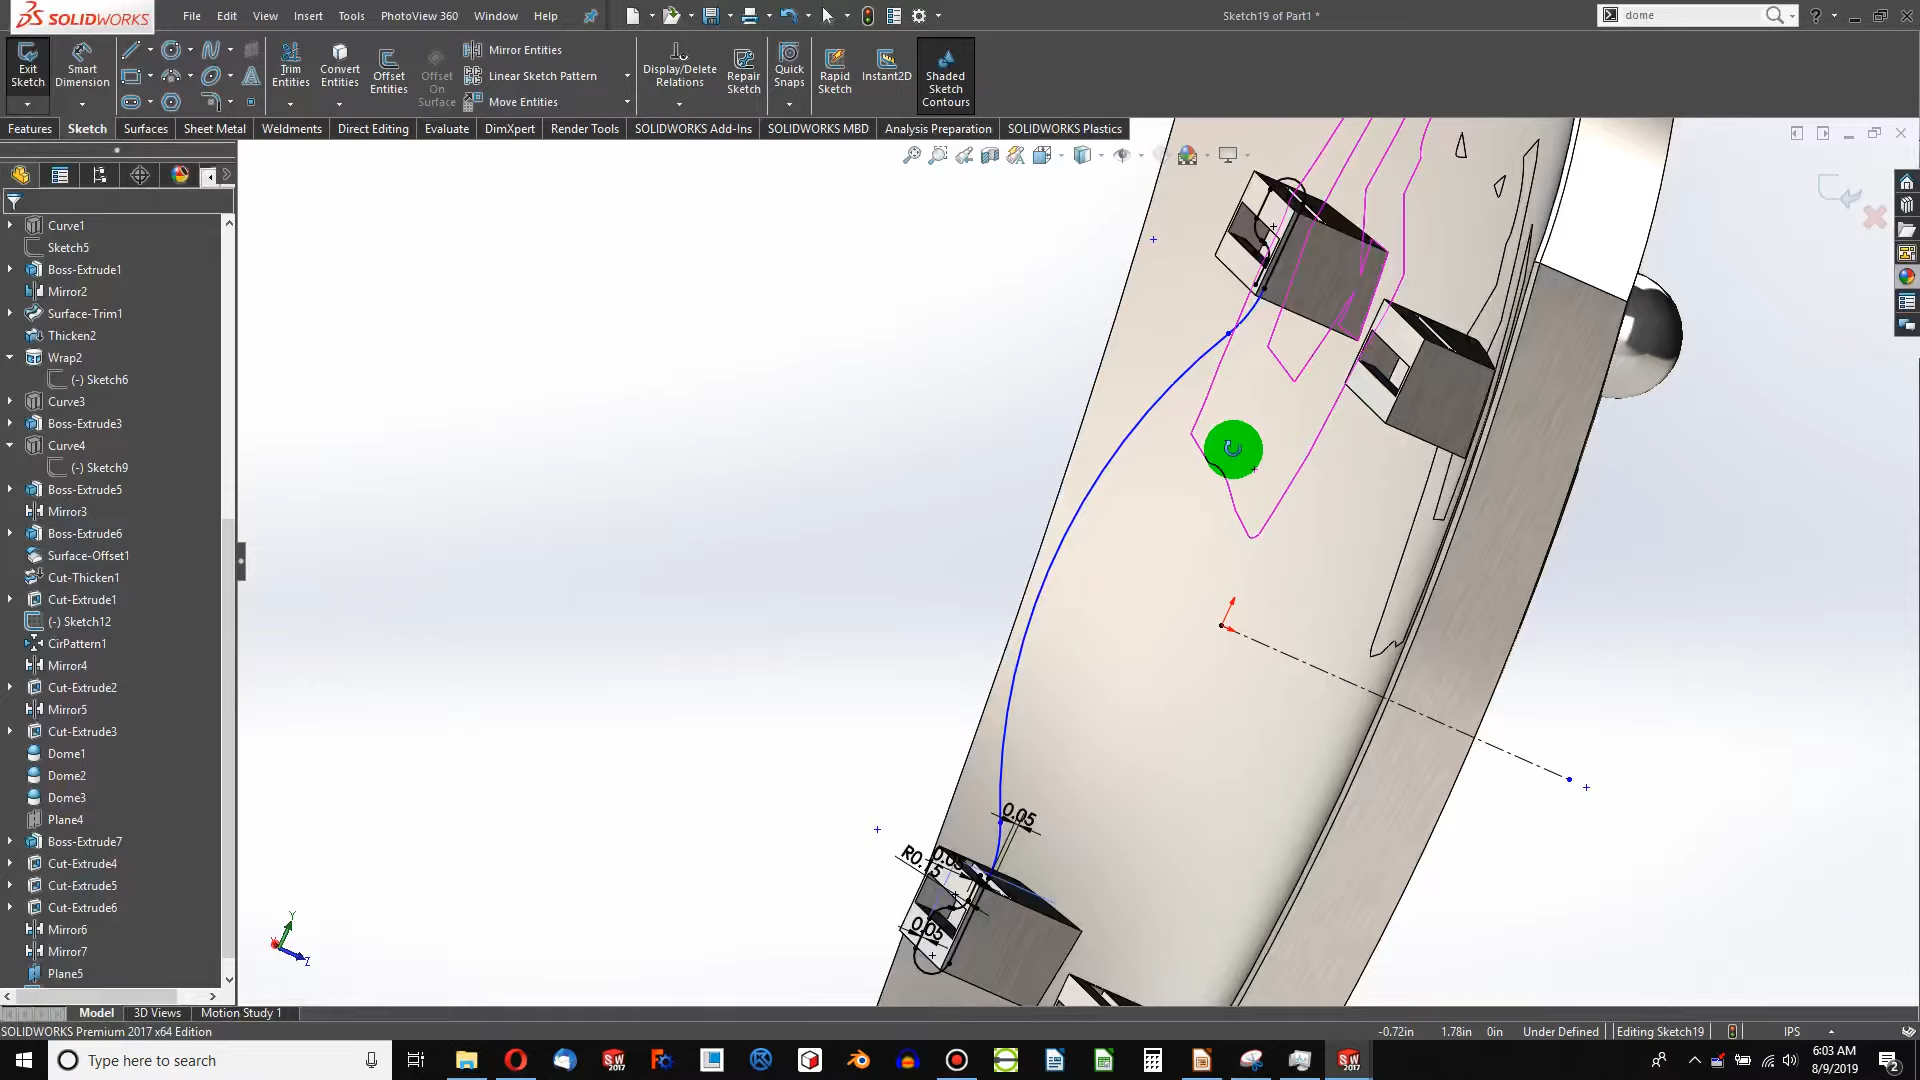 SOLIDWORKS
File Edit View Insert Tools PhotoView 360 Window Help
Sketch19 of Part1 *
dome
Exit Sketch
Smart Dimension
Trim Entities
Convert Entities
Offset Entities
Offset On Surface
Mirror Entities
Linear Sketch Pattern
Move Entities
Display/Delete Relations
Repair Sketch
Quick Snaps
Rapid Sketch
Instant2D
Shaded Sketch Contours
Features Sketch Surfaces Sheet Metal Weldments Direct Editing Evaluate DimXpert Render Tools SOLIDWORKS Add-Ins SOLIDWORKS MBD Analysis Preparation SOLIDWORKS Plastics
Curve1
Sketch5
Boss-Extrude1
Mirror2
Surface-Trim1
Thicken2
Wrap2
(-) Sketch6
Curve3
Boss-Extrude3
Curve4
(-) Sketch9
Boss-Extrude5
Mirror3
Boss-Extrude6
Surface-Offset1
Cut-Thicken1
Cut-Extrude1
(-) Sketch12
CirPattern1
Mirror4
Cut-Extrude2
Mirror5
Cut-Extrude3
Dome1
Dome2
Dome3
Plane4
Boss-Extrude7
Cut-Extrude4
Cut-Extrude5
Cut-Extrude6
Mirror6
Mirror7
Plane5
0.05
R0.15
0.05
0.05
Y
Z
Model 3D Views Motion Study 1
SOLIDWORKS Premium 2017 x64 Edition
-0.72in 1.78in 0in Under Defined Editing Sketch19 IPS
Type here to search
6:03 AM
8/9/2019
2